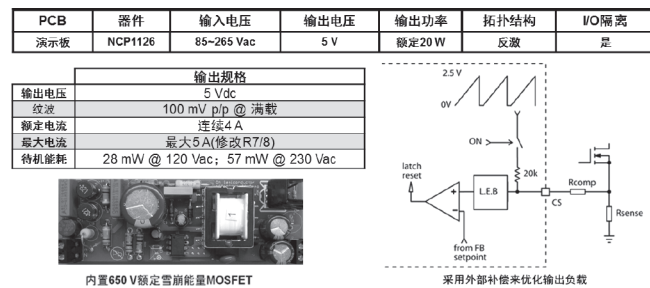 PCB 器件 输入电压 输出电压 输出功率 拓扑结构 I/O隔离
演示板 NCP1126 85~265 Vac 5 V 额定20 W 反激 是
输出规格
输出电压 5 Vdc
纹波 100 mV p/p @ 满载
额定电流 连续4 A
最大电流 最大5 A(修改R7/8)
待机能耗 28 mW @ 120 Vac；57 mW @ 230 Vac
内置650 V额定雪崩能量MOSFET
2.5 V
0V
ON
20k
latch
reset
L.E.B
CS
Rcomp
Rsense
from FB
setpoint
采用外部补偿来优化输出负载